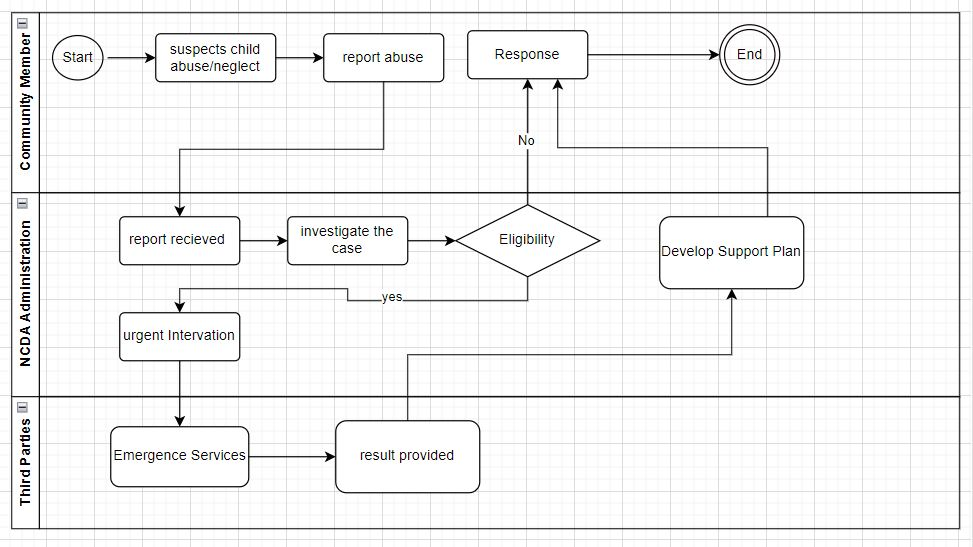 Community Member
Start
suspects child
abuse/neglect
report abuse
Response
End
No
NCDA Administration
report recieved
investigate the
case
Eligibility
Develop Support Plan
yes
urgent Intervation
Third Parties
Emergence Services
result provided